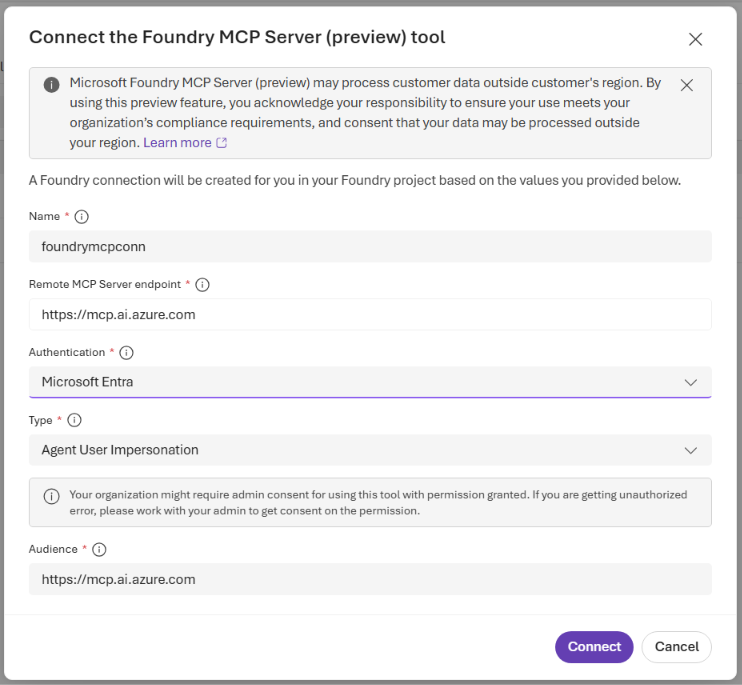 Connect the Foundry MCP Server (preview) tool
Microsoft Foundry MCP Server (preview) may process customer data outside customer's region. By
using this preview feature, you acknowledge your responsibility to ensure your use meets your
organization's compliance requirements, and consent that your data may be processed outside
your region. Learn more
A Foundry connection will be created for you in your Foundry project based on the values you provided below.
Name *
foundrymcpconn
Remote MCP Server endpoint *
https://mcp.ai.azure.com
Authentication *
Microsoft Entra
Type *
Agent User Impersonation
Your organization might require admin consent for using this tool with permission granted. If you are getting unauthorized
error, please work with your admin to get consent on the permission.
Audience *
https://mcp.ai.azure.com
Connect
Cancel